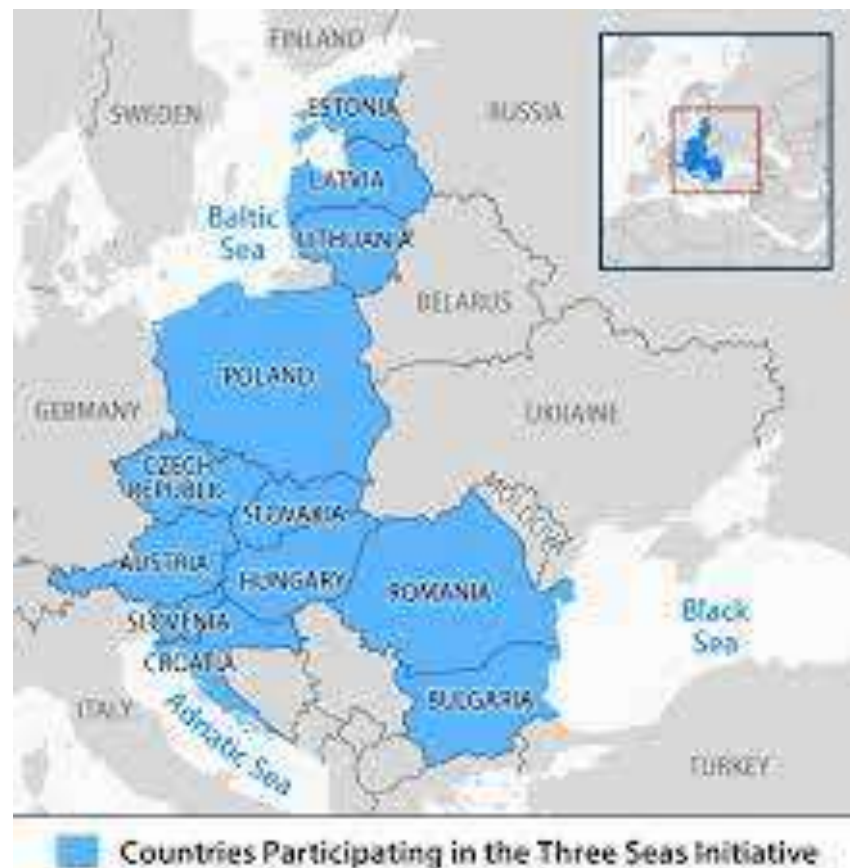 FINLAND
SWEDEN
ESTONIA
RUSSIA
LATVIA
Baltic
Sea
LITHUANIA
BELARUS
POLAND
GERMANY
UKRAINE
CZECH
REPUBLIC
SLOVAKIA
AUSTRIA
HUNGARY
ROMANIA
SLOVENIA
Black
Sea
CROATIA
ITALY
Adriatic Sea
BULGARIA
TURKEY
Countries Participating in the Three Seas Initiative